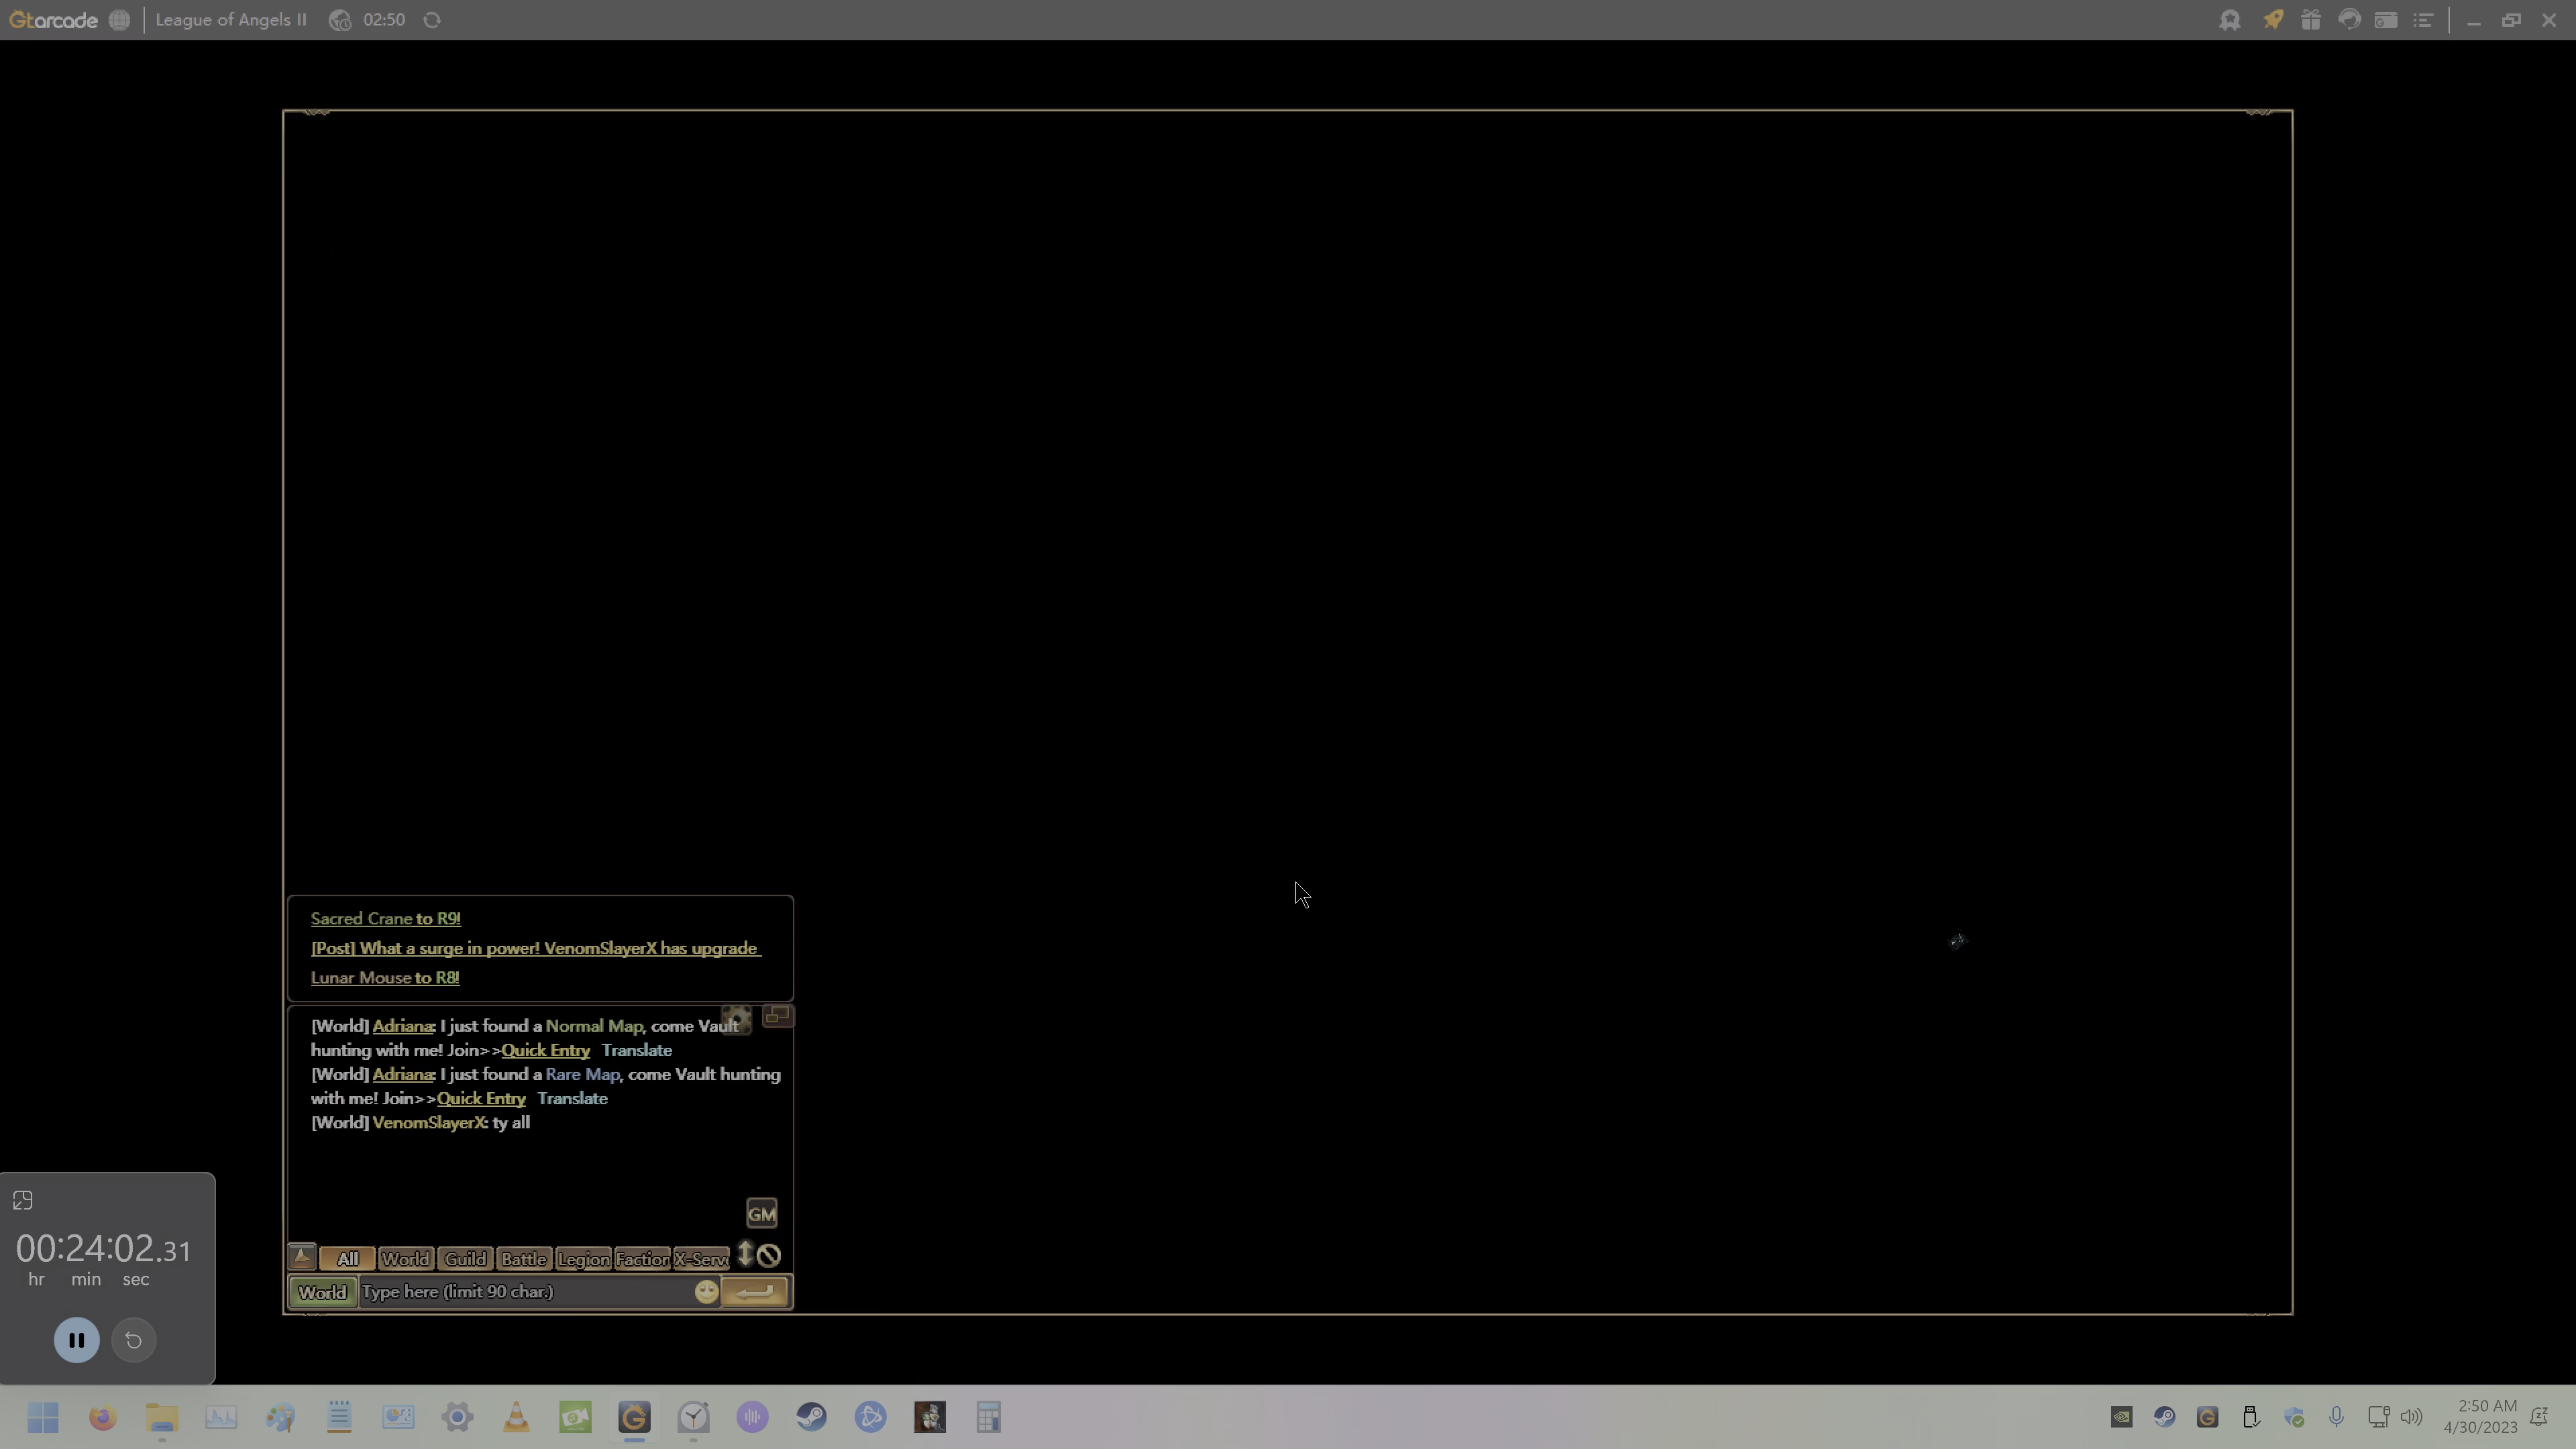 Gtarcade League of Angels II 02:50
Sacred Crane to R9!
[Post] What a surge in power! VenomSlayerX has upgrade
Lunar Mouse to R8!
[World] Adriana: I just found a Normal Map, come Vault
hunting with me! Join>>Quick Entry Translate
[World] Adriana: I just found a Rare Map, come Vault hunting
with me! Join>>Quick Entry Translate
[World] VenomSlayerX: ty all
GM
All World Guild Battle Legion Faction X-Serv
World Type here (limit 90 char.)
00:24:02.31
hr min sec
2:50 AM
4/30/2023